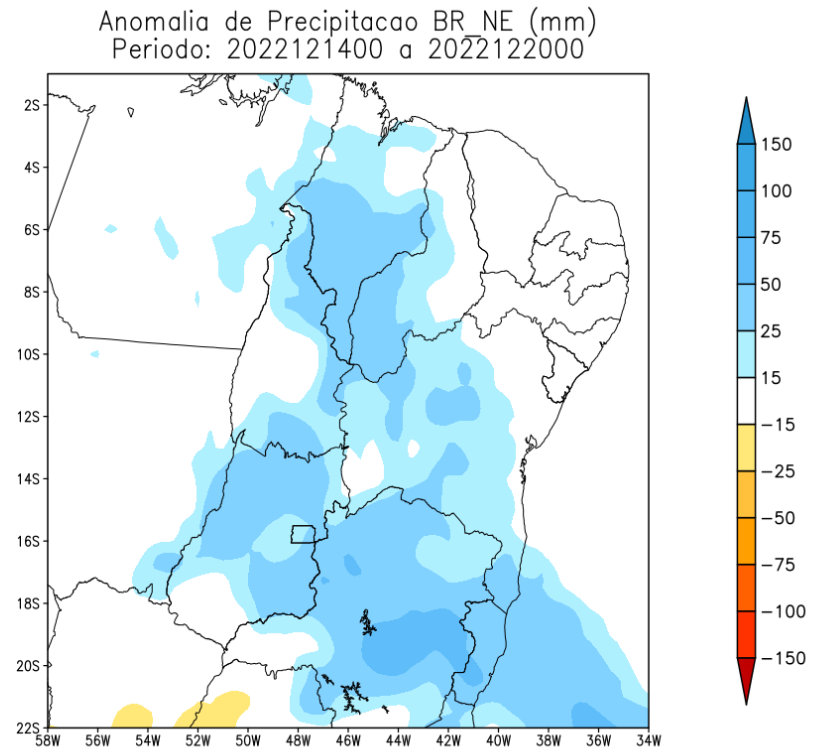 Anomalia de Precipitacao BR_NE (mm)
Periodo: 2022121400 a 2022122000
2S
4S
6S
8S
10S
12S
14S
16S
18S
20S
22S
58W 56W 54W 52W 50W 48W 46W 44W 42W 40W 38W 36W 34W
150
100
75
50
25
15
-15
-25
-50
-75
-100
-150